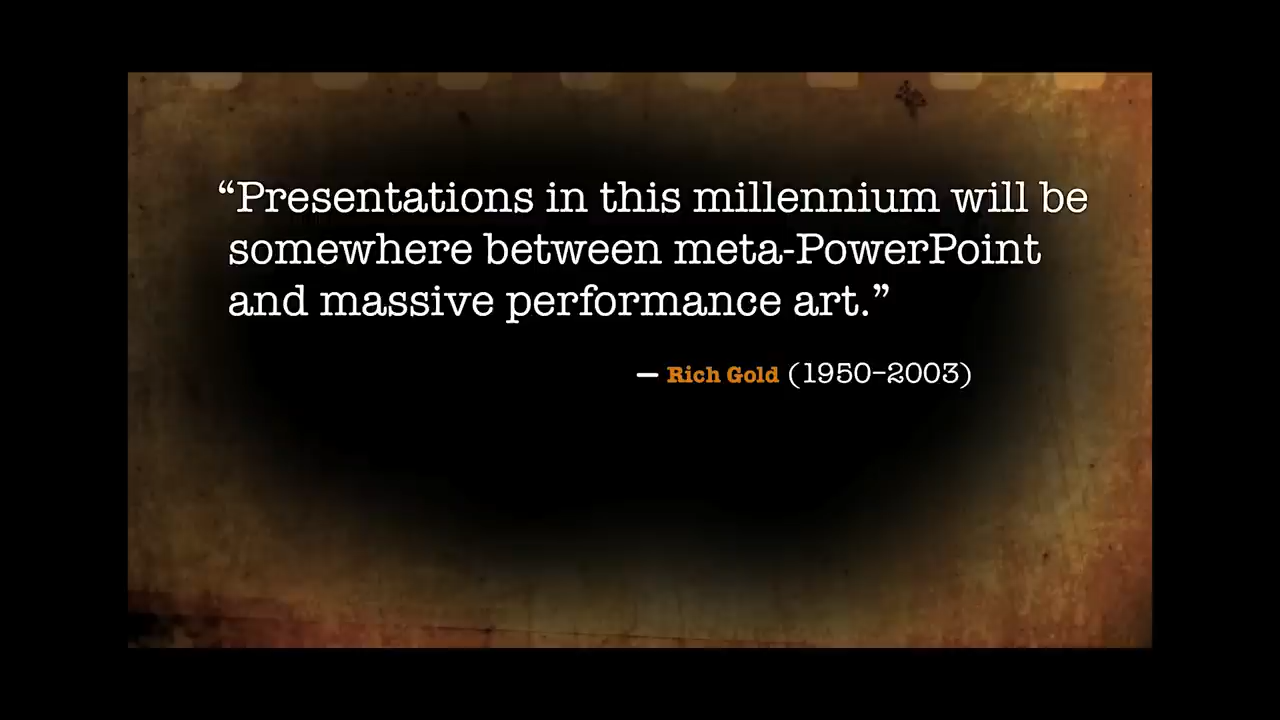 “Presentations in this millennium will be
somewhere between meta-PowerPoint
and massive performance art.”
— Rich Gold (1950–2003)